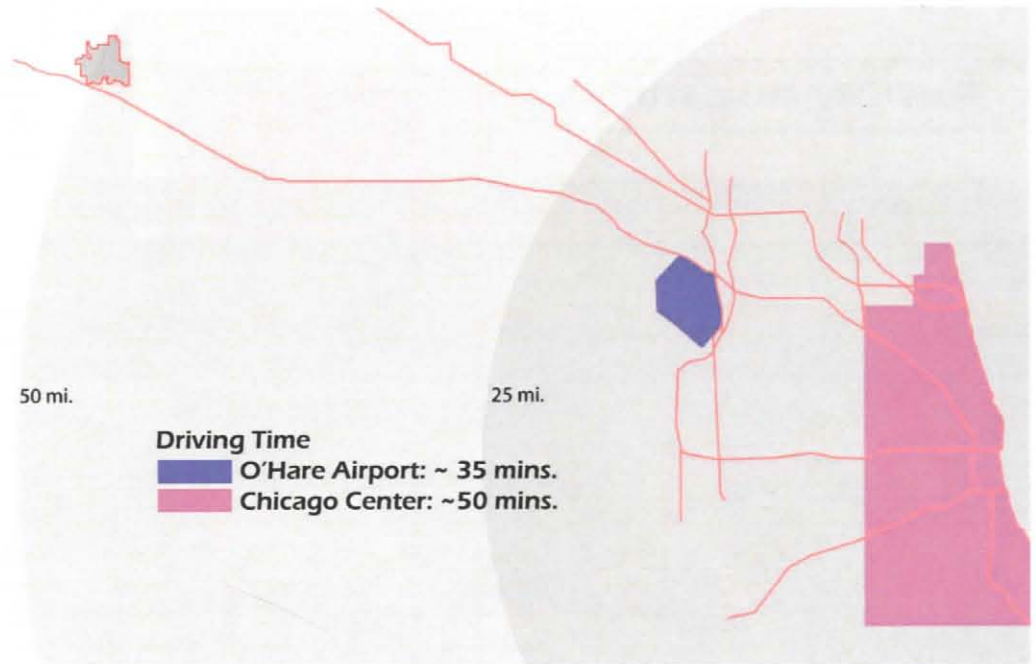 50 mi.
25 mi.
Driving Time
O'Hare Airport: ~ 35 mins.
Chicago Center: ~50 mins.